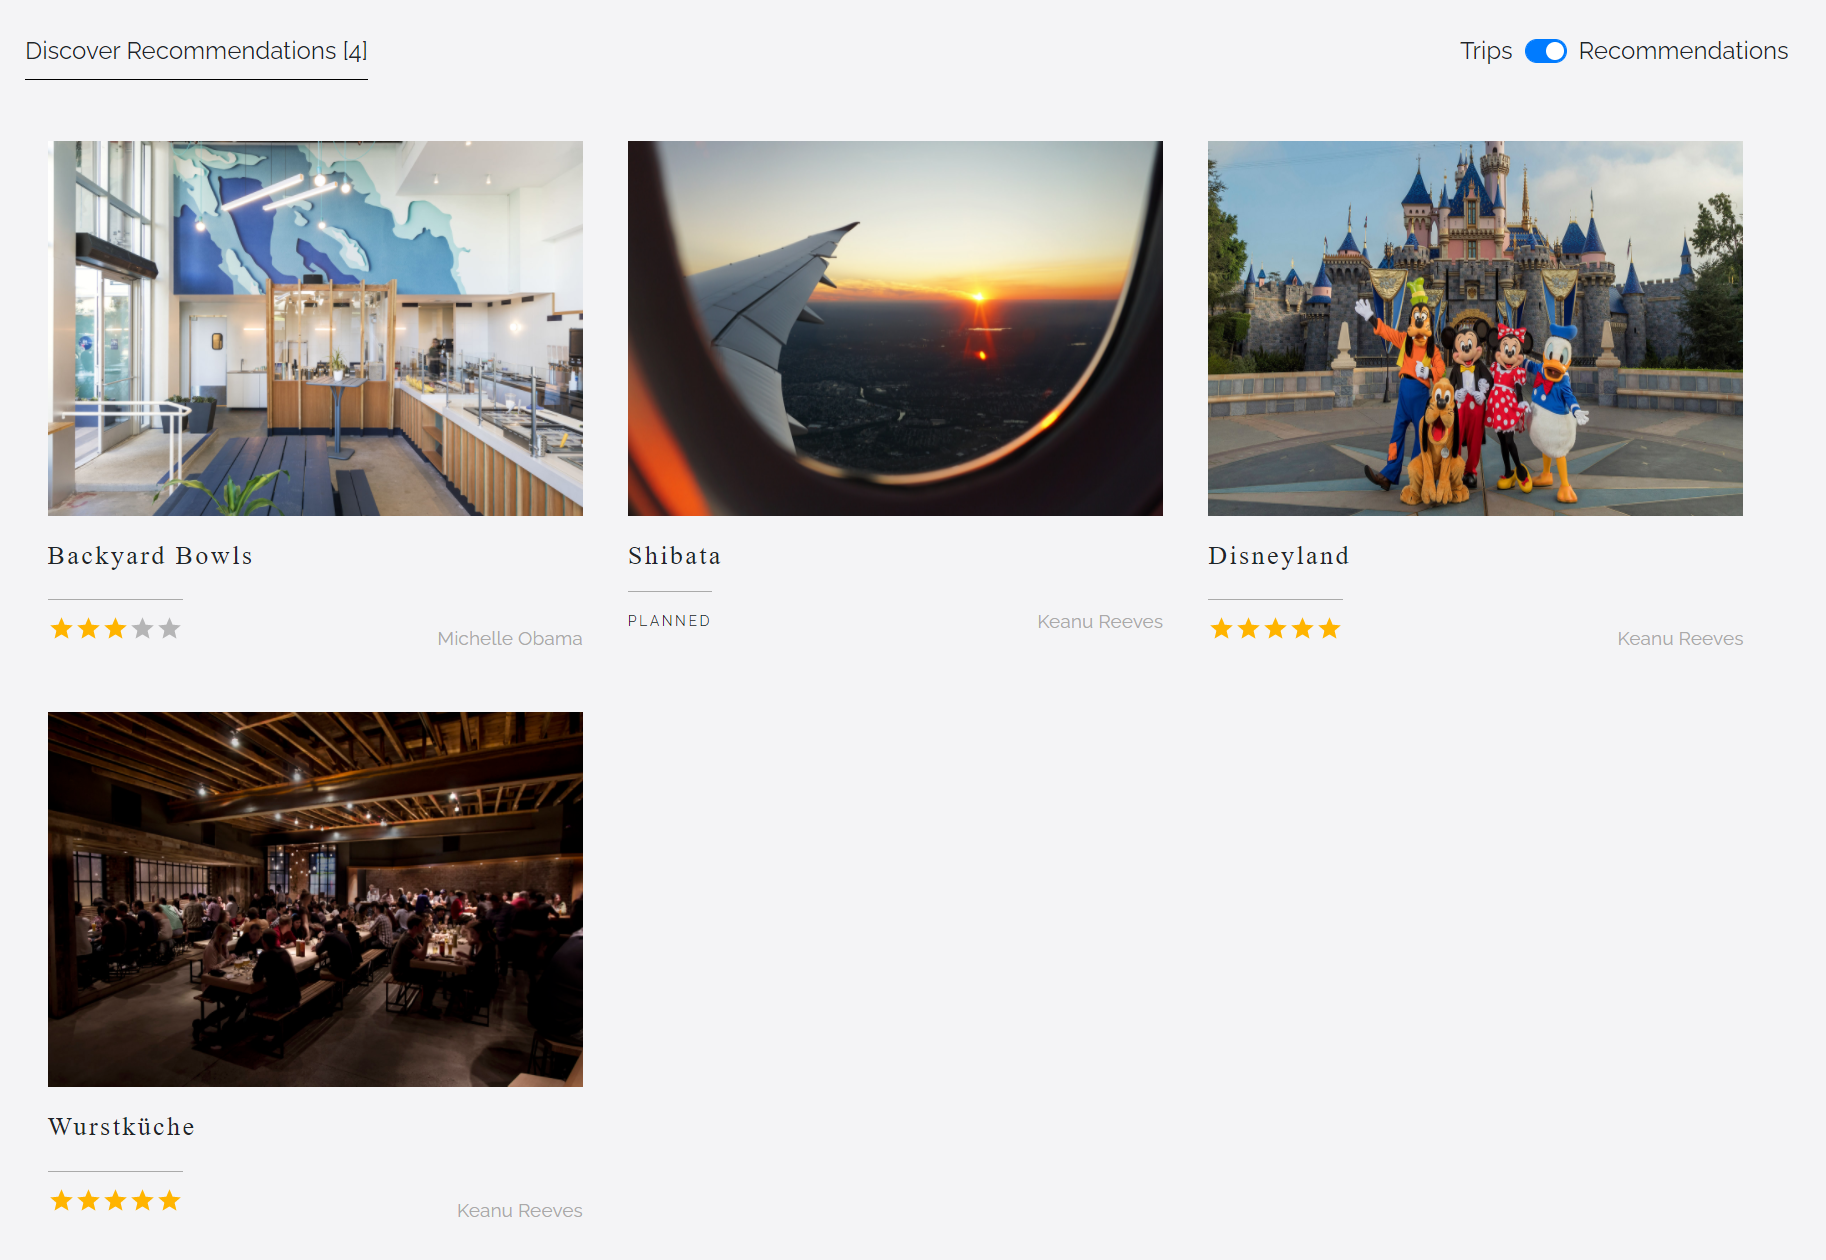 Discover Recommendations [4]
Trips Recommendations
Backyard Bowls
Michelle Obama
Shibata
PLANNED
Keanu Reeves
Disneyland
Keanu Reeves
Wurstküche
Keanu Reeves